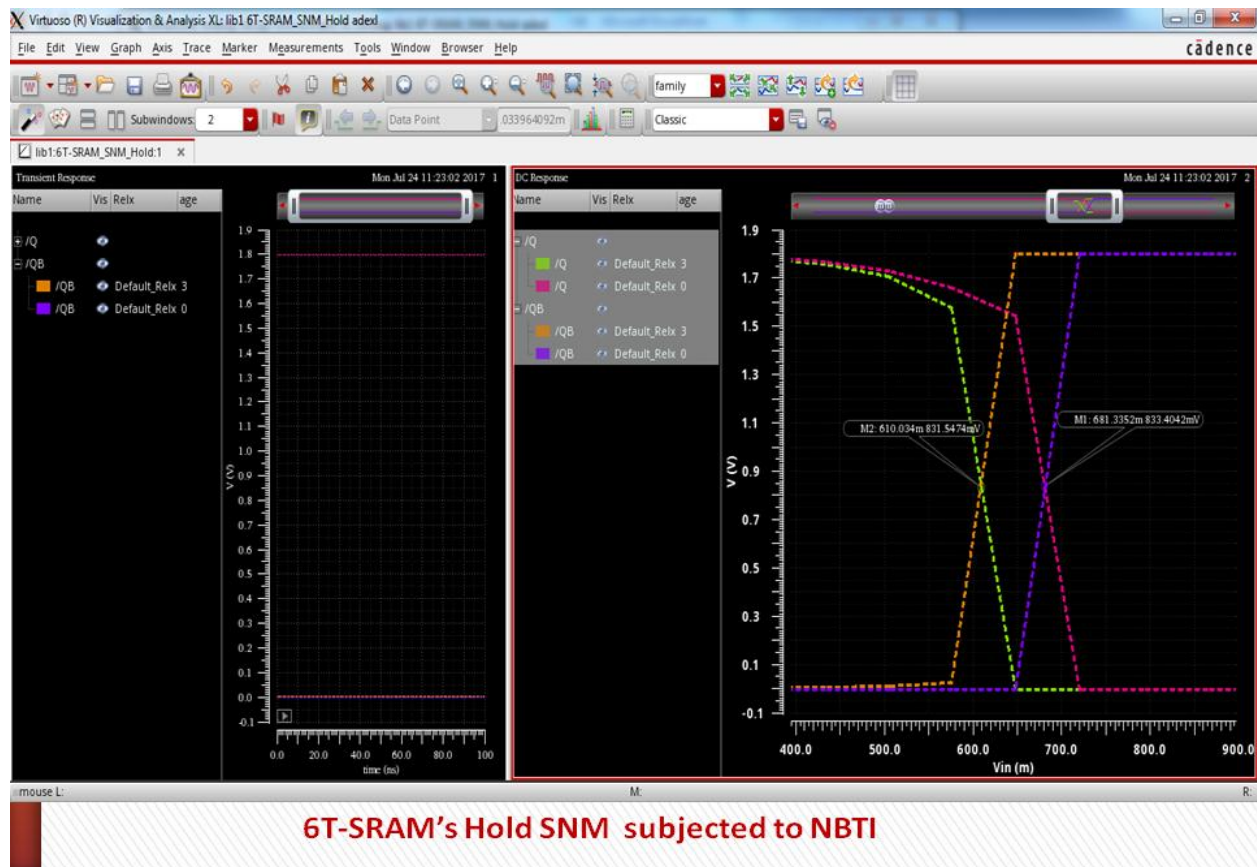 Virtuoso (R) Visualization & Analysis XL: lib1 6T-SRAM_SNM_Hold adexl
File Edit View Graph Axis Trace Marker Measurements Tools Window Browser Help
cādence
family
Subwindows: 2
Data Point
033964092m
Classic
lib1:6T-SRAM_SNM_Hold:1
Transient Response
Mon Jul 24 11:23:02 2017 1
Name Vis Relx age
/Q
/QB
/QB Default_Relx 3
/QB Default_Relx 0
1.9
1.8
1.7
1.6
1.5
1.4
1.3
1.2
1.1
1.0
0.9
0.8
0.7
0.6
0.5
0.4
0.3
0.2
0.1
0.0
-0.1
V (V)
0.0 20.0 40.0 60.0 80.0 100
time (ns)
DC Response
Mon Jul 24 11:23:02 2017 2
Name Vis Relx age
/Q
/Q Default_Relx 3
/Q Default_Relx 0
/QB
/QB Default_Relx 3
/QB Default_Relx 0
1.9
1.7
1.5
1.3
1.1
0.9
0.7
0.5
0.3
0.1
-0.1
V (V)
M2: 610.034m 831.5474mV
M1: 681.3352m 833.4042mV
400.0 500.0 600.0 700.0 800.0 900.0
Vin (m)
mouse L:
M:
R:
6T-SRAM's Hold SNM subjected to NBTI